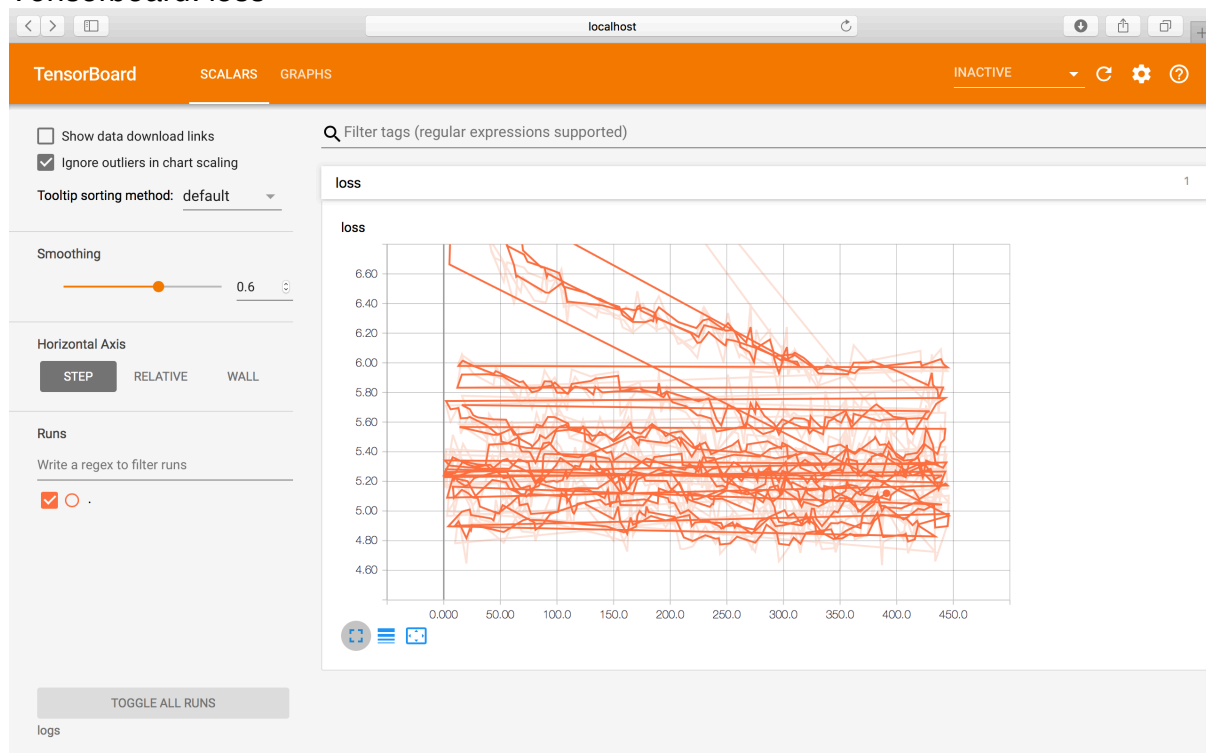 Tensorboard: loss
localhost
TensorBoard SCALARS GRAPHS INACTIVE
Show data download links
Ignore outliers in chart scaling
Tooltip sorting method: default
Smoothing
0.6
Horizontal Axis
STEP RELATIVE WALL
Runs
Write a regex to filter runs
.
TOGGLE ALL RUNS
logs
Filter tags (regular expressions supported)
loss 1
loss
6.60
6.40
6.20
6.00
5.80
5.60
5.40
5.20
5.00
4.80
4.60
0.000 50.00 100.0 150.0 200.0 250.0 300.0 350.0 400.0 450.0